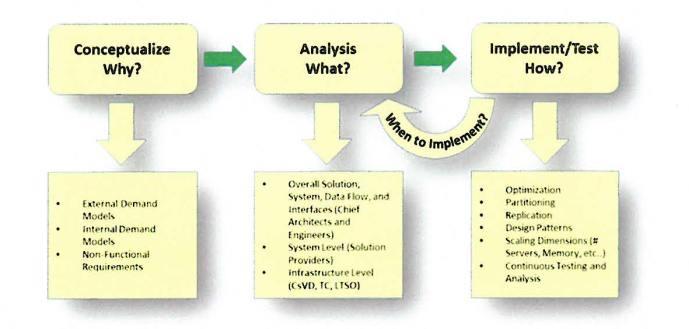 Conceptualize
Why?
Analysis
What?
Implement/Test
How?
When to Implement?
• External Demand
Models
• Internal Demand
Models
• Non-Functional
Requirements
• Overall Solution,
System, Data Flow, and
Interfaces (Chief
Architects and
Engineers)
• System Level (Solution
Providers)
• Infrastructure Level
(CsVD, TC, LTSO)
• Optimization
• Partitioning
• Replication
• Design Patterns
• Scaling Dimensions (#
Servers, Memory, etc..)
• Continuous Testing and
Analysis